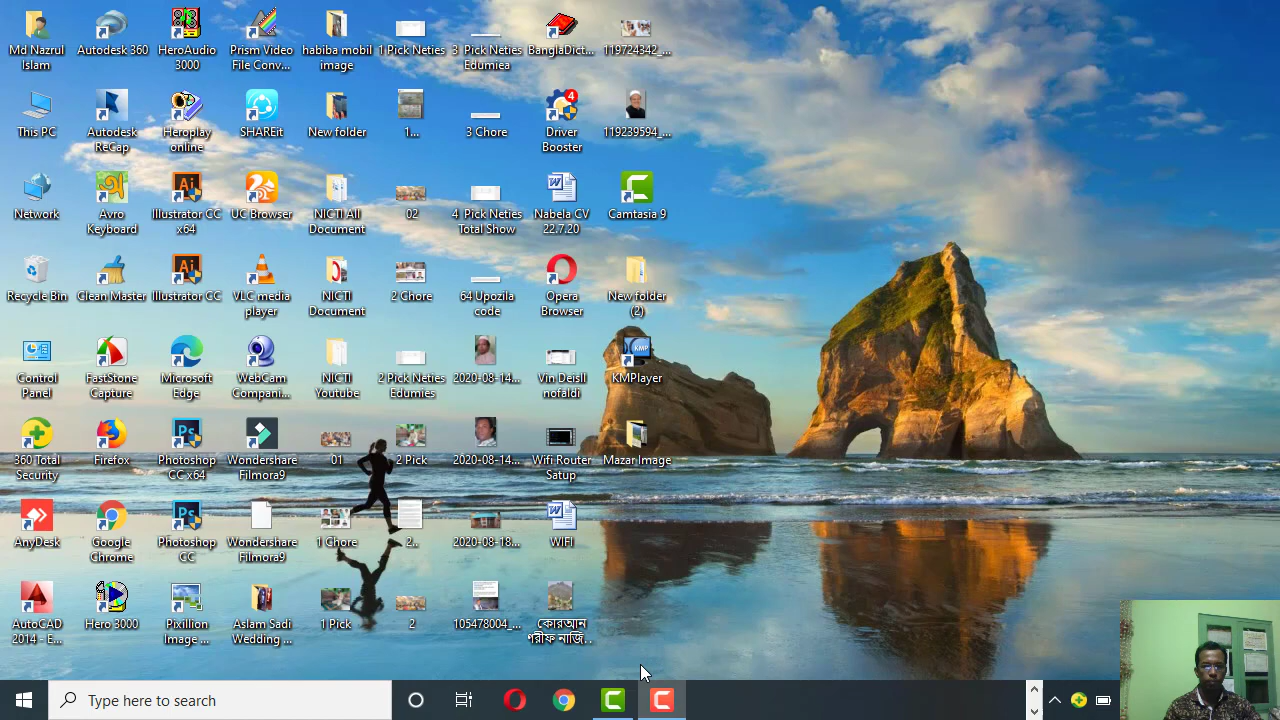 Md Nazrul
Islam
Autodesk 360
HeroAudio
3000
Prism Video
File Conv...
habiba mobil
image
1 Pick Neties
3 Pick Neties
Edumiea
BanglaDict...
119724342_...
This PC
Autodesk
ReCap
Heroplay
online
SHAREit
New folder
1...
3 Chore
4
Driver
Booster
119239594_...
Network
Avro
Keyboard
Illustrator CC
x64
UC Browser
NICTI All
Document
02
4 Pick Neties
Total Show
Nabela CV
22.7.20
Camtasia 9
Recycle Bin
Clean Master
Illustrator CC
VLC media
player
NICTI
Document
2 Chore
64 Upozila
code
Opera
Browser
New folder
(2)
Control
Panel
FastStone
Capture
Microsoft
Edge
WebCam
Compani...
NICTI
Youtube
2 Pick Neties
Edumies
2020-08-14...
Vin Deisll
nofaldi
KMP
KMPlayer
360 Total
Security
Firefox
Photoshop
CC x64
Wondershare
Filmora9
01
2 Pick
2020-08-14...
Wifi Router
Satup
Mazar Image
AnyDesk
Google
Chrome
Photoshop
CC
Wondershare
Filmora9
1 Chore
2..
2020-08-18...
WIFI
AutoCAD
2014 - E...
Hero 3000
Pixillion
Image ...
Aslam Sadi
Wedding ...
1 Pick
2
105478004_...
কোরআন
শরীফ নাজি...
Type here to search